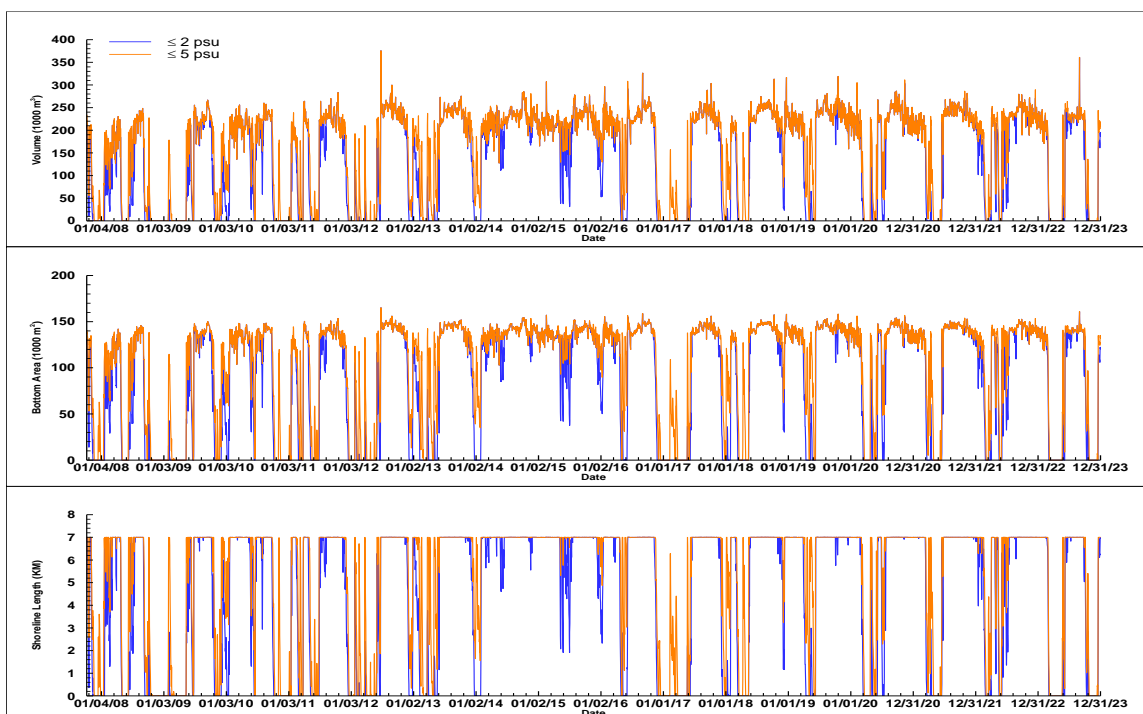 400
350
300
250
200
150
100
50
0
Volume (1000 m³)
≤ 2 psu
≤ 5 psu
01/04/08 01/03/09 01/03/10 01/03/11 01/03/12 01/02/13 01/02/14 01/02/15 01/02/16 01/01/17 01/01/18 01/01/19 01/01/20 12/31/20 12/31/21 12/31/22 12/31/23
Date
200
150
100
50
0
Bottom Area (1000 m²)
01/04/08 01/03/09 01/03/10 01/03/11 01/03/12 01/02/13 01/02/14 01/02/15 01/02/16 01/01/17 01/01/18 01/01/19 01/01/20 12/31/20 12/31/21 12/31/22 12/31/23
Date
8
7
6
5
4
3
2
1
0
Shoreline Length (KM)
01/04/08 01/03/09 01/03/10 01/03/11 01/03/12 01/02/13 01/02/14 01/02/15 01/02/16 01/01/17 01/01/18 01/01/19 01/01/20 12/31/20 12/31/21 12/31/22 12/31/23
Date